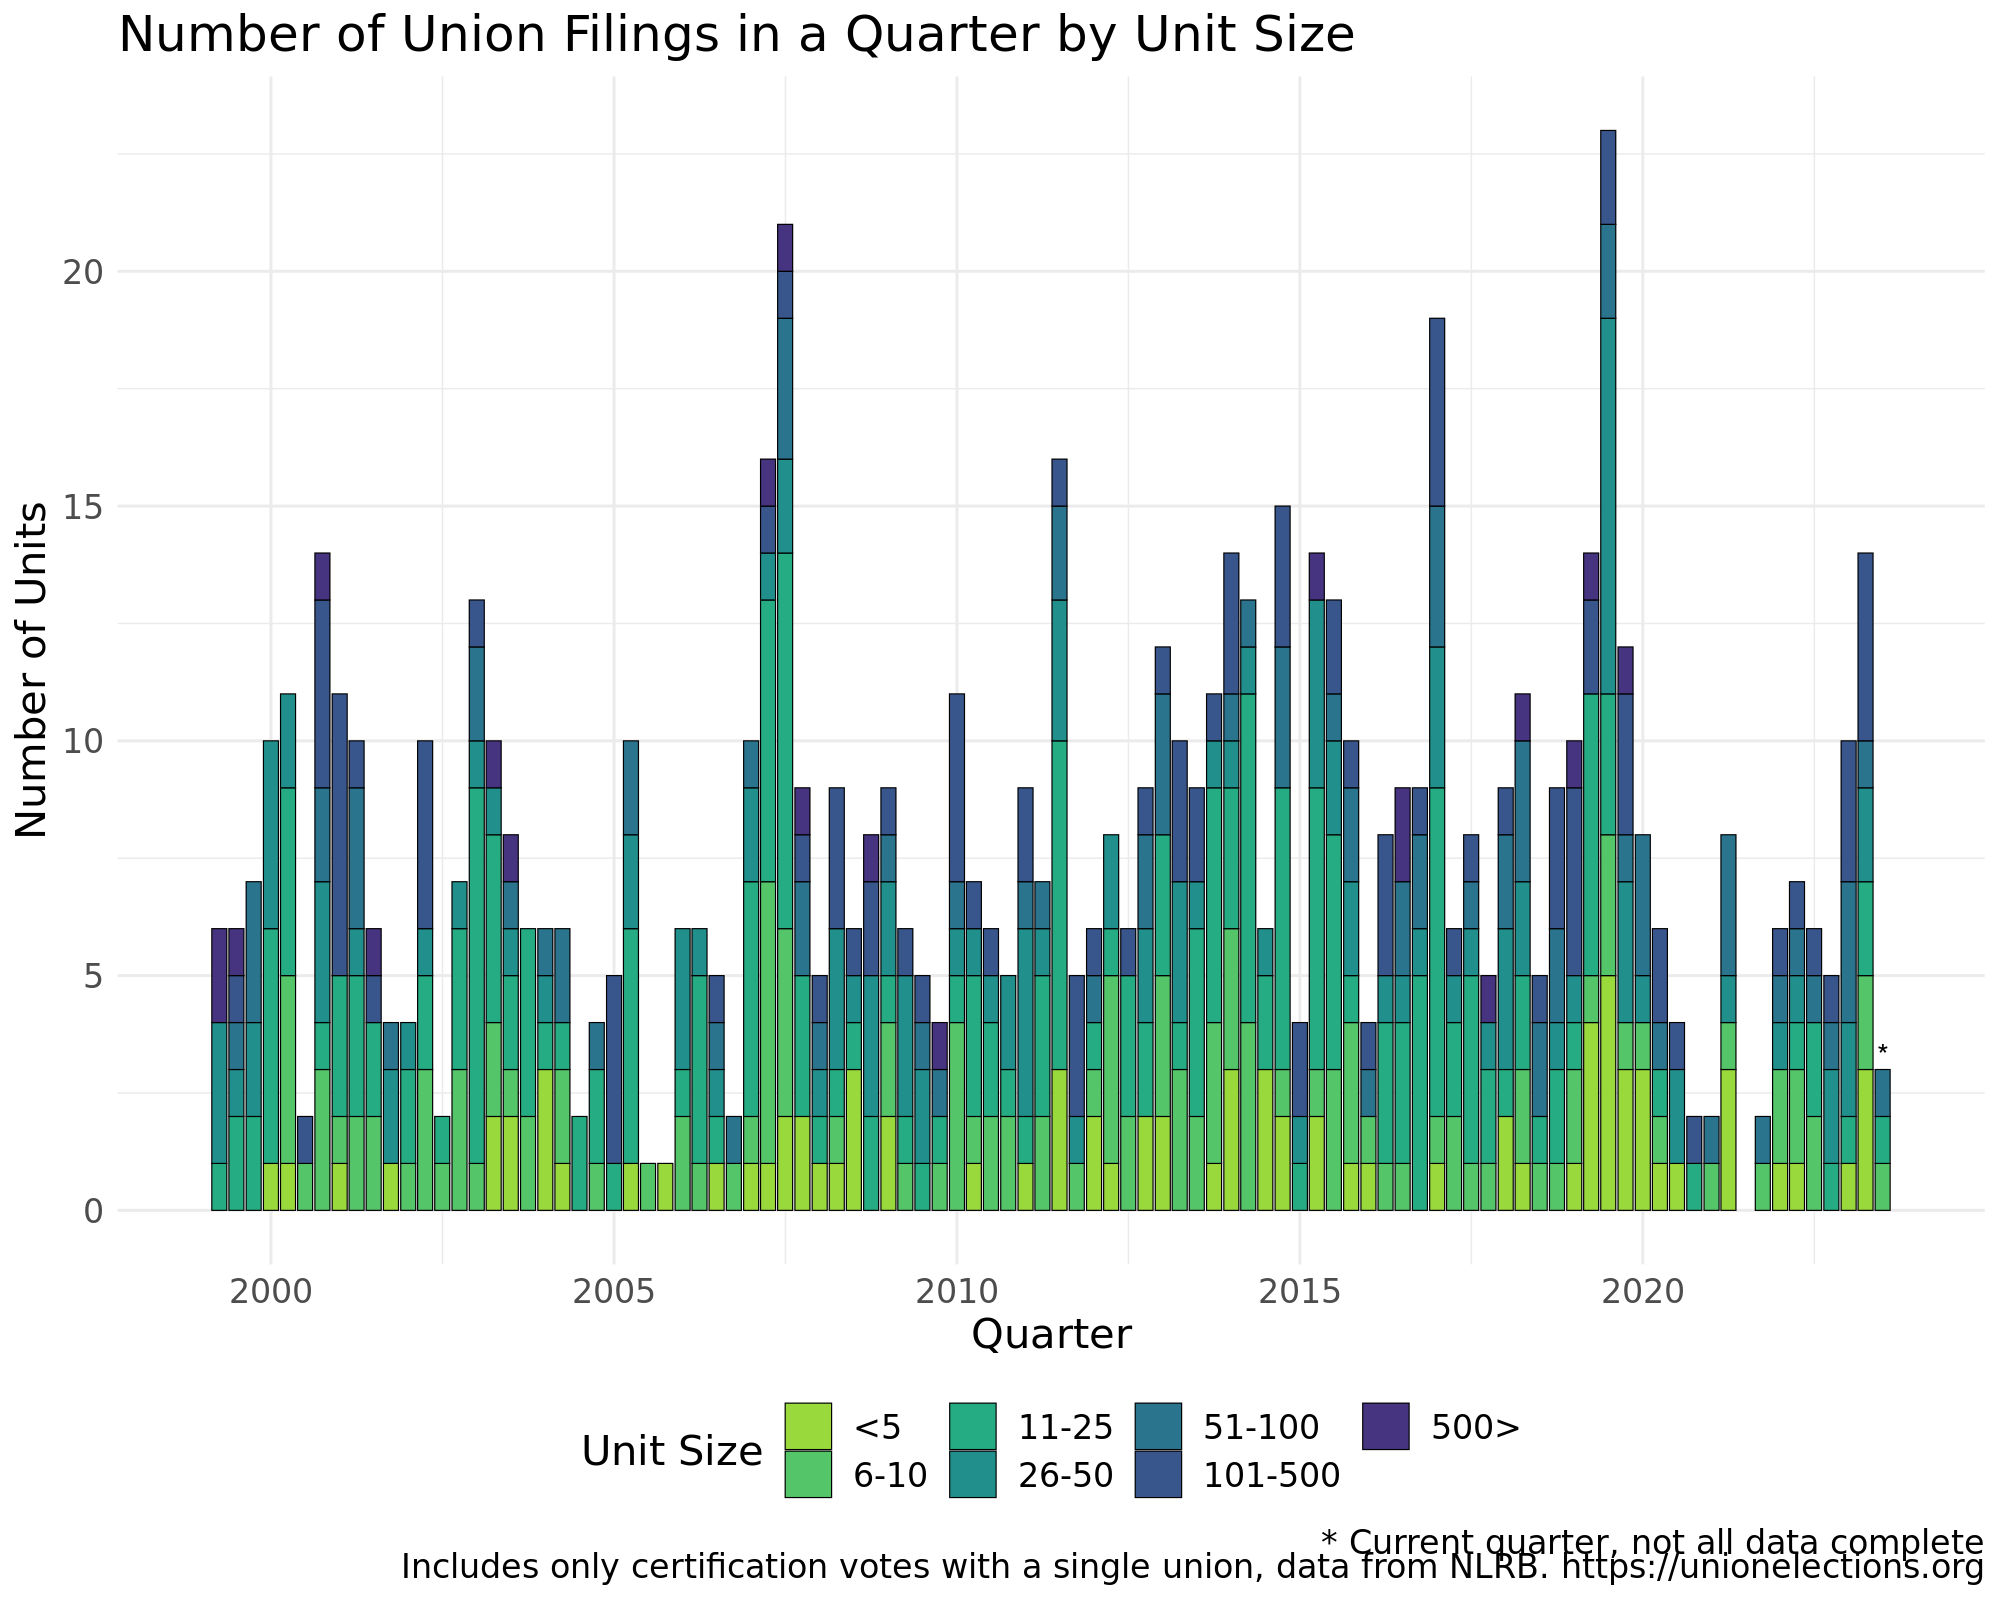 Number of Union Filings in a Quarter by Unit Size
Number of Units
20
15
10
5
0
*
2000 2005 2010 2015 2020
Quarter
Unit Size
<5 11-25 51-100 500>
6-10 26-50 101-500
* Current quarter, not all data complete
Includes only certification votes with a single union, data from NLRB. https://unionelections.org